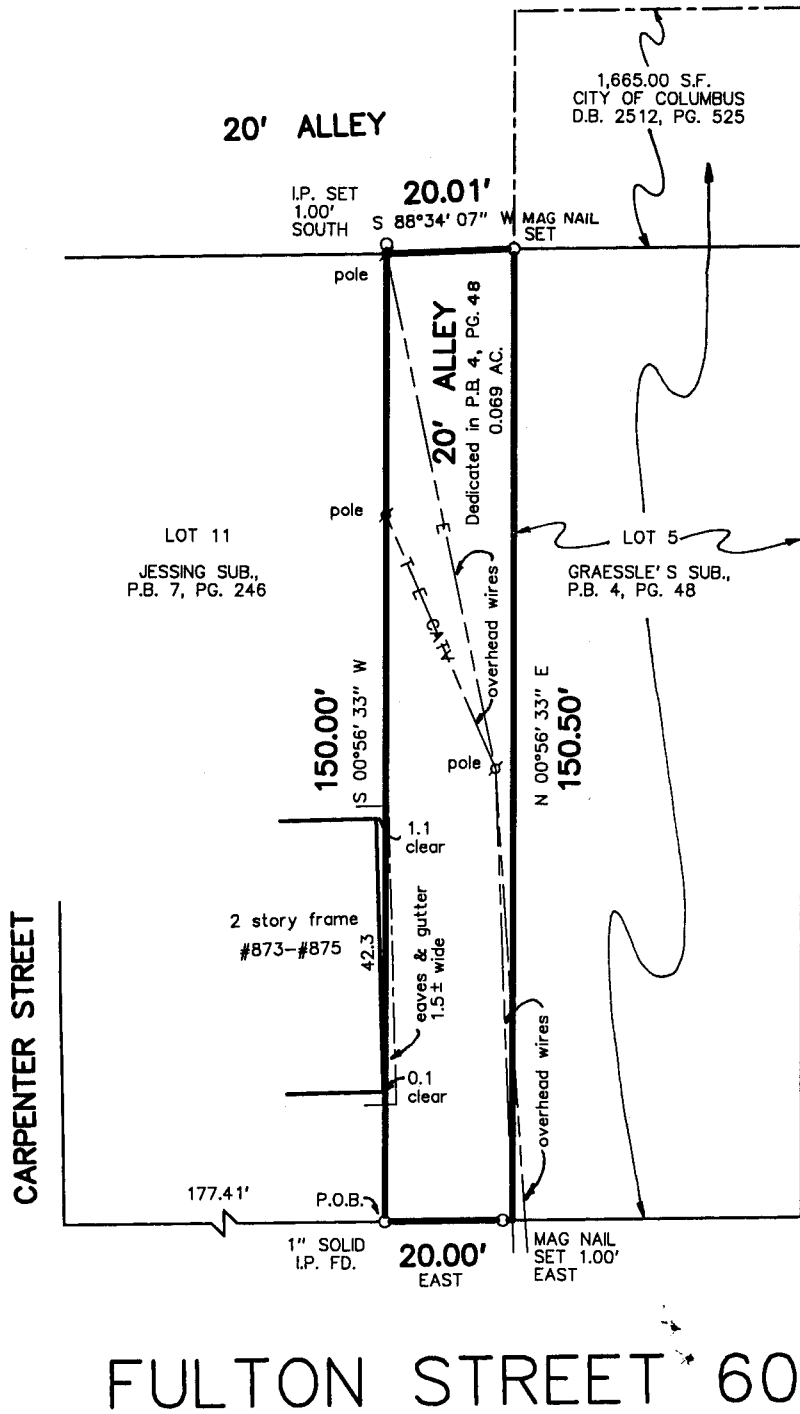 1,665.00 S.F.
CITY OF COLUMBUS
D.B. 2512, PG. 525
20' ALLEY
I.P. SET
1.00'
SOUTH
20.01'
S 88°34' 07" W
MAG NAIL
SET
pole
20' ALLEY
Dedicated in P.B. 4, PG. 48
0.069 AC.
pole
E
T E CATV
overhead wires
LOT 11
JESSING SUB.,
P.B. 7, PG. 246
LOT 5
GRAESSLE'S SUB.,
P.B. 4, PG. 48
150.00'
S 00°56' 33" W
N 00°56' 33" E
150.50'
pole
1.1
clear
2 story frame
#873-#875
42.3
eaves & gutter
1.5± wide
0.1
clear
overhead wires
CARPENTER STREET
177.41'
P.O.B.
1" SOLID
I.P. FD.
20.00'
EAST
MAG NAIL
SET 1.00'
EAST
FULTON STREET 60